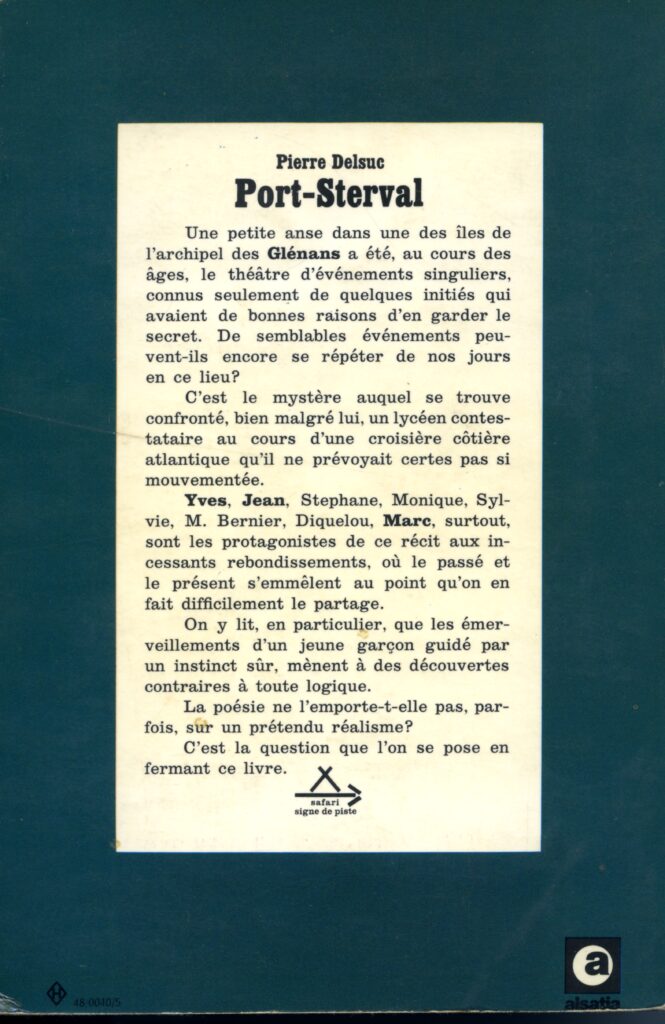 Pierre Delsuc
Port-Sterval
Une petite anse dans une des îles de
l'archipel des Glénans a été, au cours des
âges, le théâtre d'événements singuliers,
connus seulement de quelques initiés qui
avaient de bonnes raisons d'en garder le
secret. De semblables événements peu-
vent-ils encore se répéter de nos jours
en ce lieu?
C'est le mystère auquel se trouve
confronté, bien malgré lui, un lycéen contes-
tataire au cours d'une croisière côtière
atlantique qu'il ne prévoyait certes pas si
mouvementée.
Yves, Jean, Stephane, Monique, Syl-
vie, M. Bernier, Diquelou, Marc, surtout,
sont les protagonistes de ce récit aux in-
cessants rebondissements, où le passé et
le présent s'emmêlent au point qu'on en
fait difficilement le partage.
On y lit, en particulier, que les émer-
veillements d'un jeune garçon guidé par
un instinct sûr, mènent à des découvertes
contraires à toute logique.
La poésie ne l'emporte-t-elle pas, par-
fois, sur un prétendu réalisme?
C'est la question que l'on se pose en
fermant ce livre.
safari
signe de piste
a
alsatia
H 48-0040/5